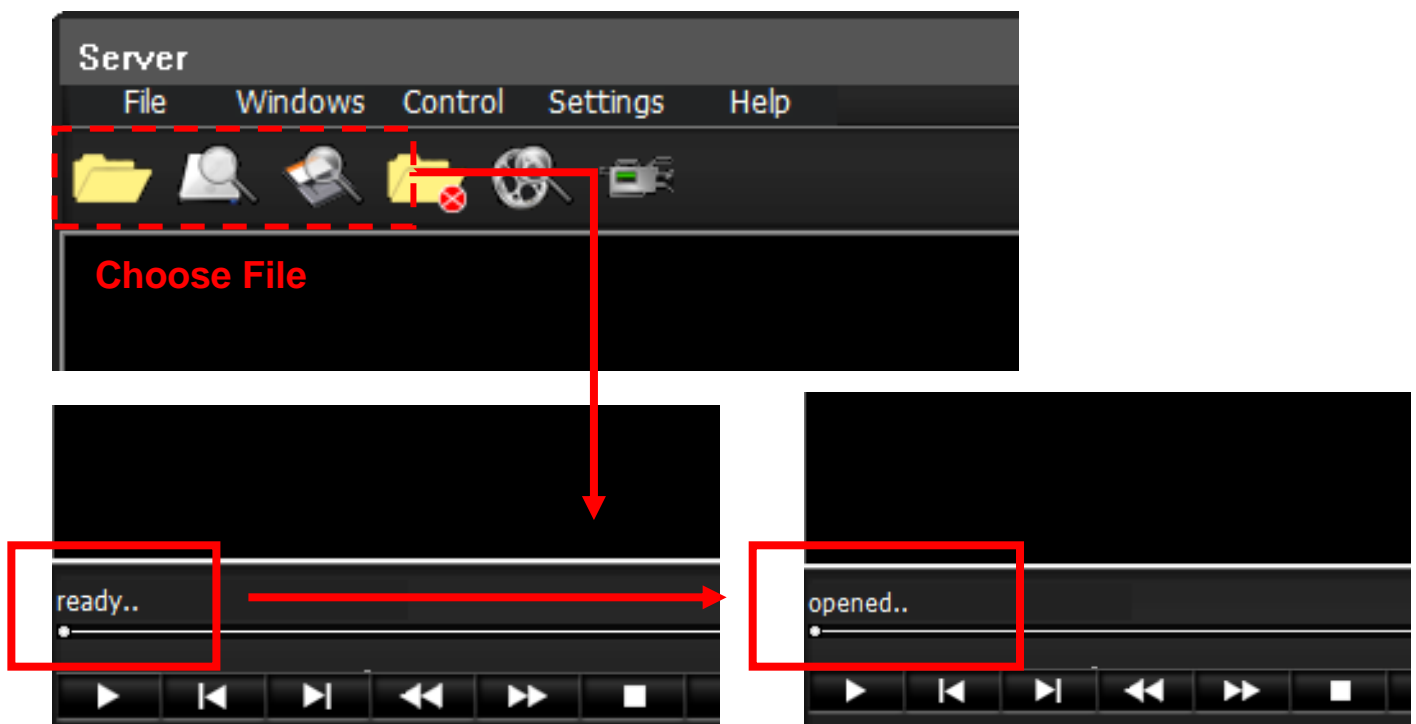 Server
File Windows Control Settings Help
Choose File
ready..
opened..